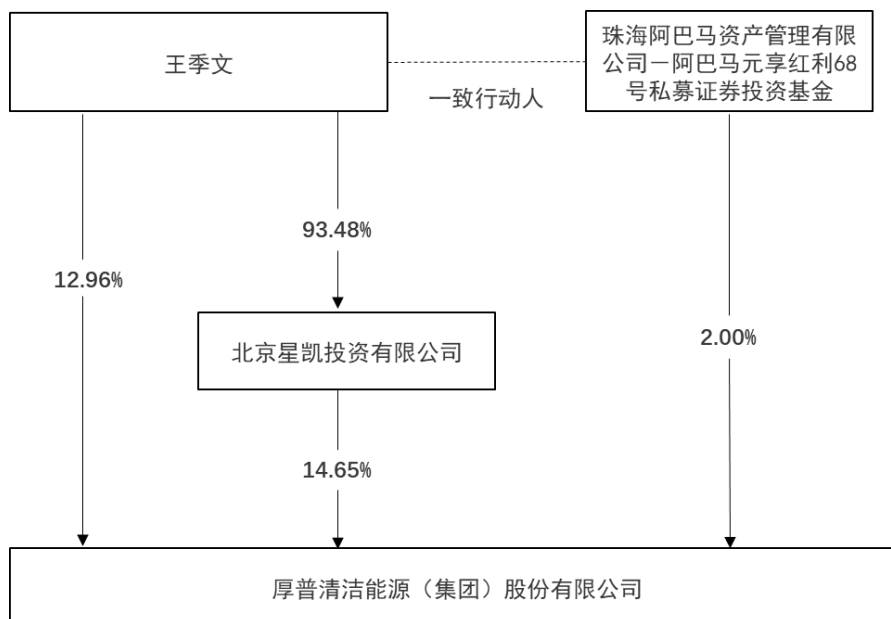 王季文
珠海阿巴马资产管理有限
公司－阿巴马元享红利68
号私募证券投资基金
一致行动人
93.48%
12.96%
2.00%
北京星凯投资有限公司
14.65%
厚普清洁能源（集团）股份有限公司